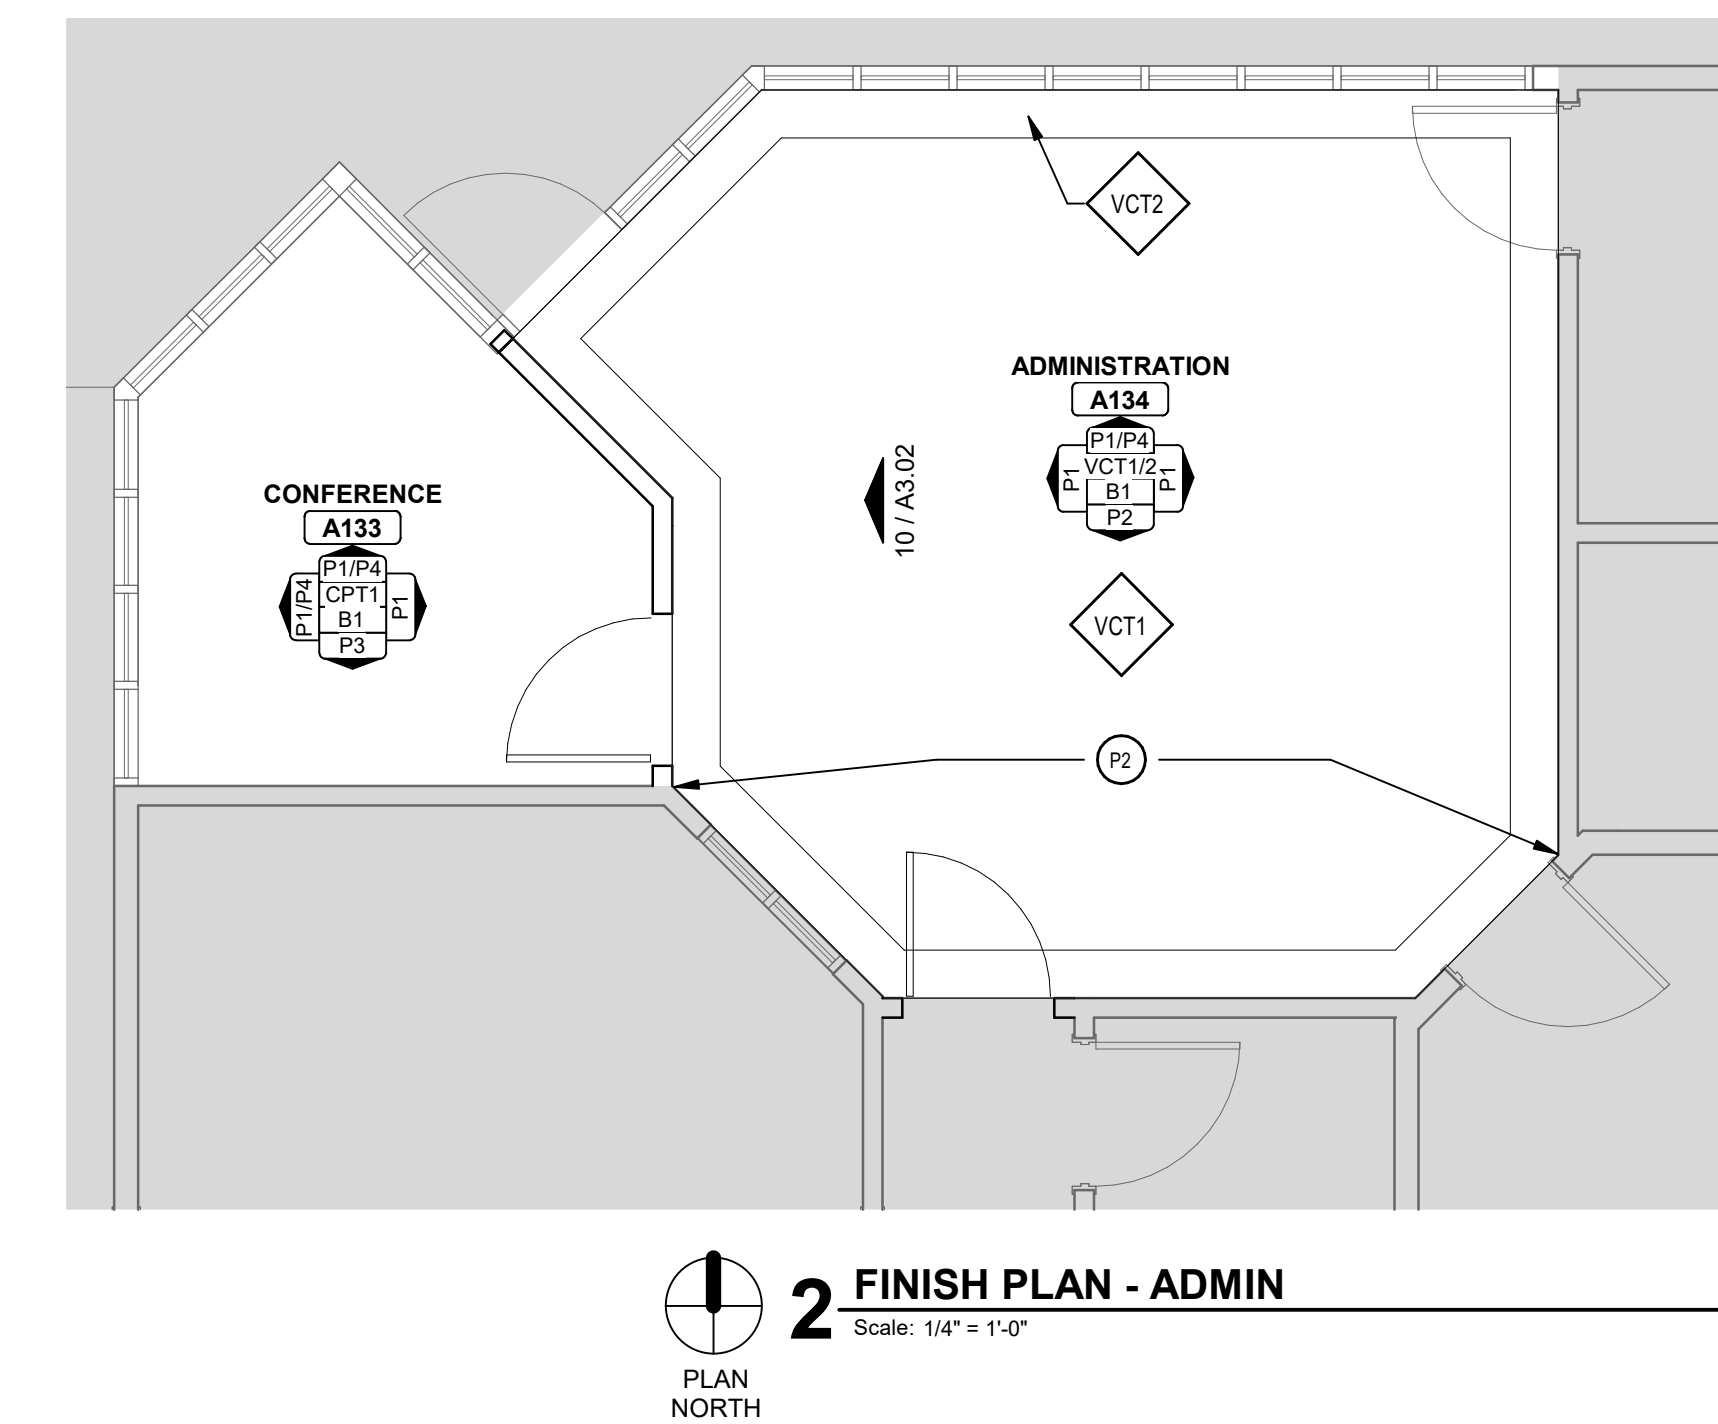 VCT2
ADMINISTRATION
A134
P1/P4
P1
VCT1/2
P1
B1
P2
10 / A3.02
CONFERENCE
A133
P1/P4
P1/P4
CPT1
P1
B1
P3
VCT1
P2
2
FINISH PLAN - ADMIN
Scale: 1/4" = 1'-0"
PLAN
NORTH